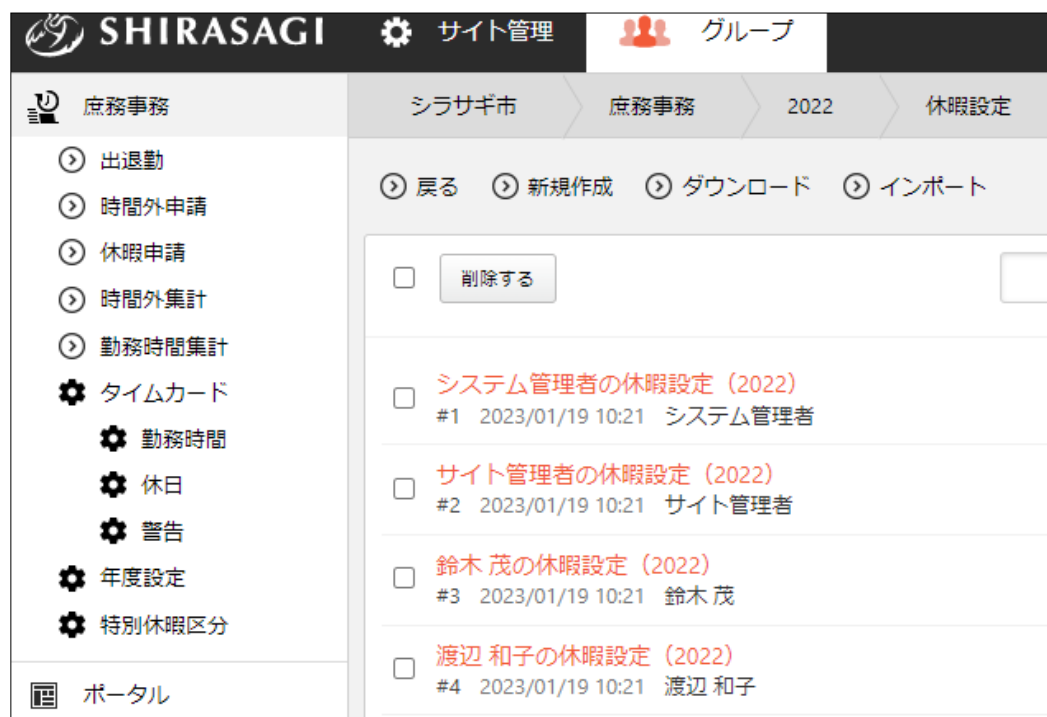 SHIRASAGI サイト管理 グループ
庶務事務
シラサギ市 庶務事務 2022 休暇設定
出退勤
時間外申請
休暇申請
時間外集計
勤務時間集計
タイムカード
勤務時間
休日
警告
年度設定
特別休暇区分
ポータル
戻る 新規作成 ダウンロード インポート
削除する
システム管理者の休暇設定（2022）
#1 2023/01/19 10:21 システム管理者
サイト管理者の休暇設定（2022）
#2 2023/01/19 10:21 サイト管理者
鈴木 茂の休暇設定（2022）
#3 2023/01/19 10:21 鈴木 茂
渡辺 和子の休暇設定（2022）
#4 2023/01/19 10:21 渡辺 和子